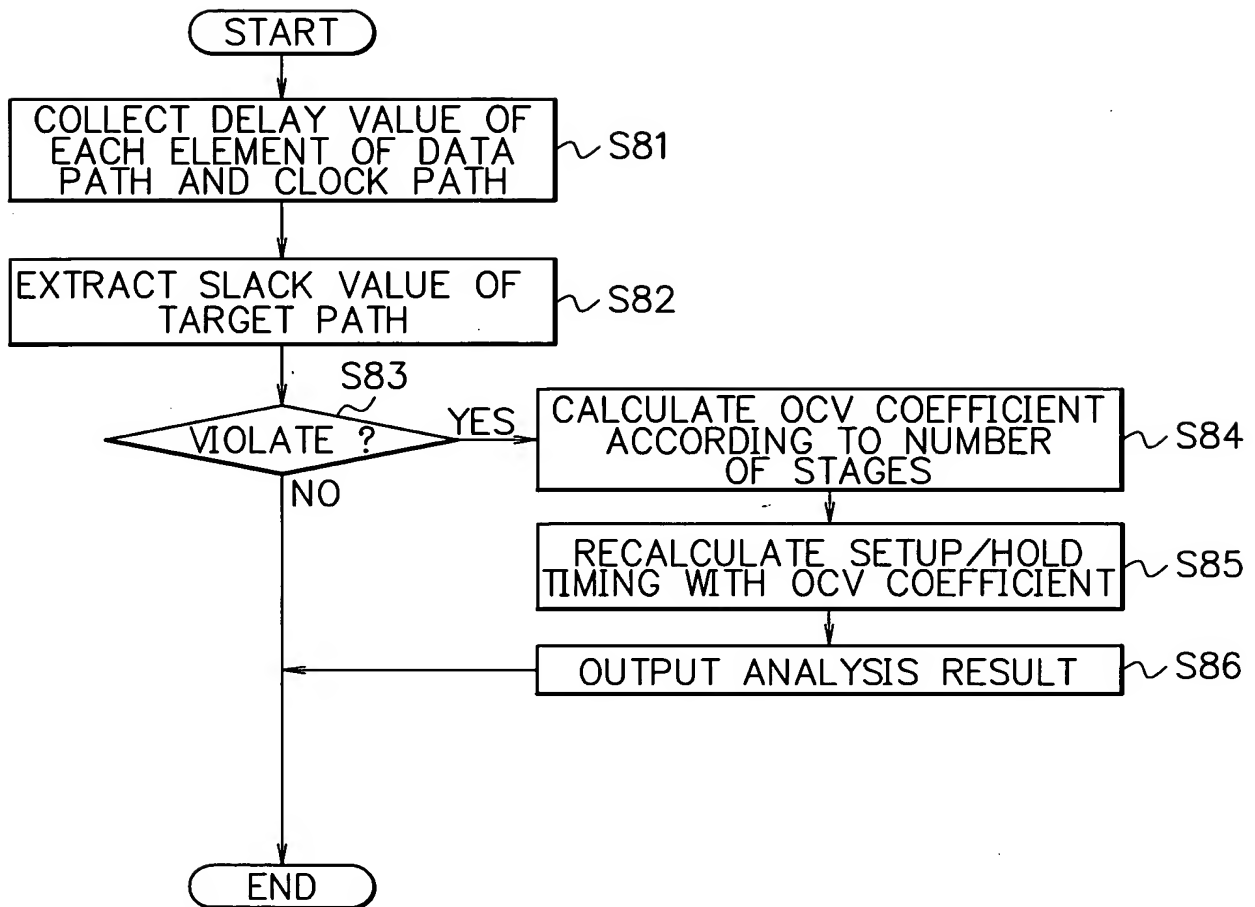 START
COLLECT DELAY VALUE OF
EACH ELEMENT OF DATA
PATH AND CLOCK PATH
S81
EXTRACT SLACK VALUE OF
TARGET PATH
S82
S83
VIOLATE ?
YES
NO
CALCULATE OCV COEFFICIENT
ACCORDING TO NUMBER
OF STAGES
S84
RECALCULATE SETUP/HOLD
TIMING WITH OCV COEFFICIENT
S85
OUTPUT ANALYSIS RESULT
S86
END